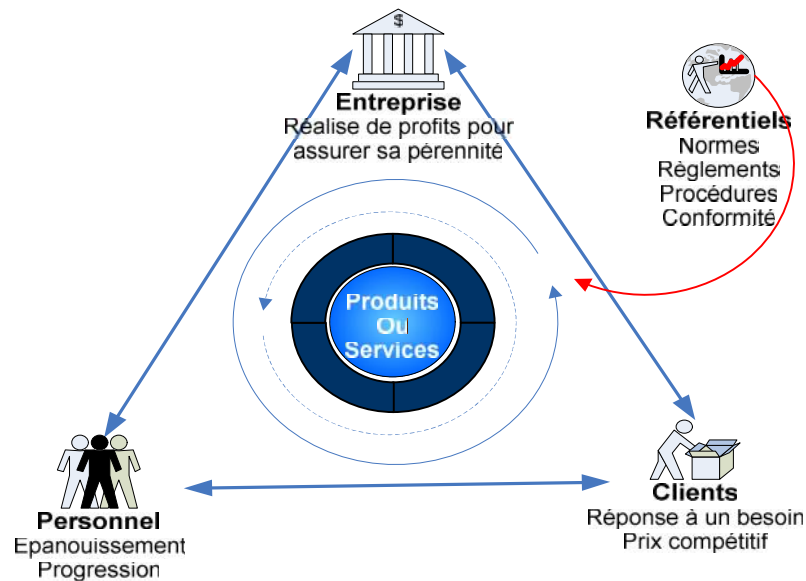 $
Entreprise
Réalise de profits pour
assurer sa pérennité
Référentiels
Normes
Règlements
Procédures
Conformité
Produits
Ou
Services
Personnel
Epanouissement
Progression
Clients
Réponse à un besoin
Prix compétitif